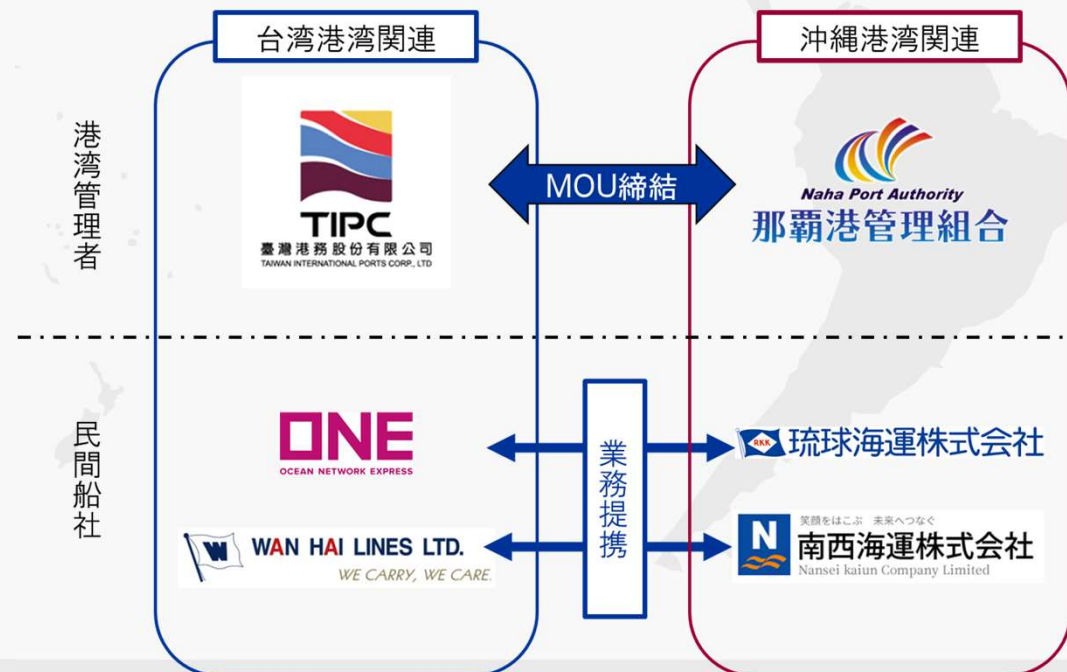 台湾港湾関連
沖縄港湾関連
港湾管理者
TIPC
臺灣港務股份有限公司
TAIWAN INTERNATIONAL PORTS CORP., LTD
MOU締結
Naha Port Authority
那覇港管理組合
民間船社
ONE
OCEAN NETWORK EXPRESS
業務提携
RKK 琉球海運株式会社
W WAN HAI LINES LTD.
WE CARRY, WE CARE.
N
笑顔をはこぶ 未来へつなぐ
南西海運株式会社
Nansei kaiun Company Limited